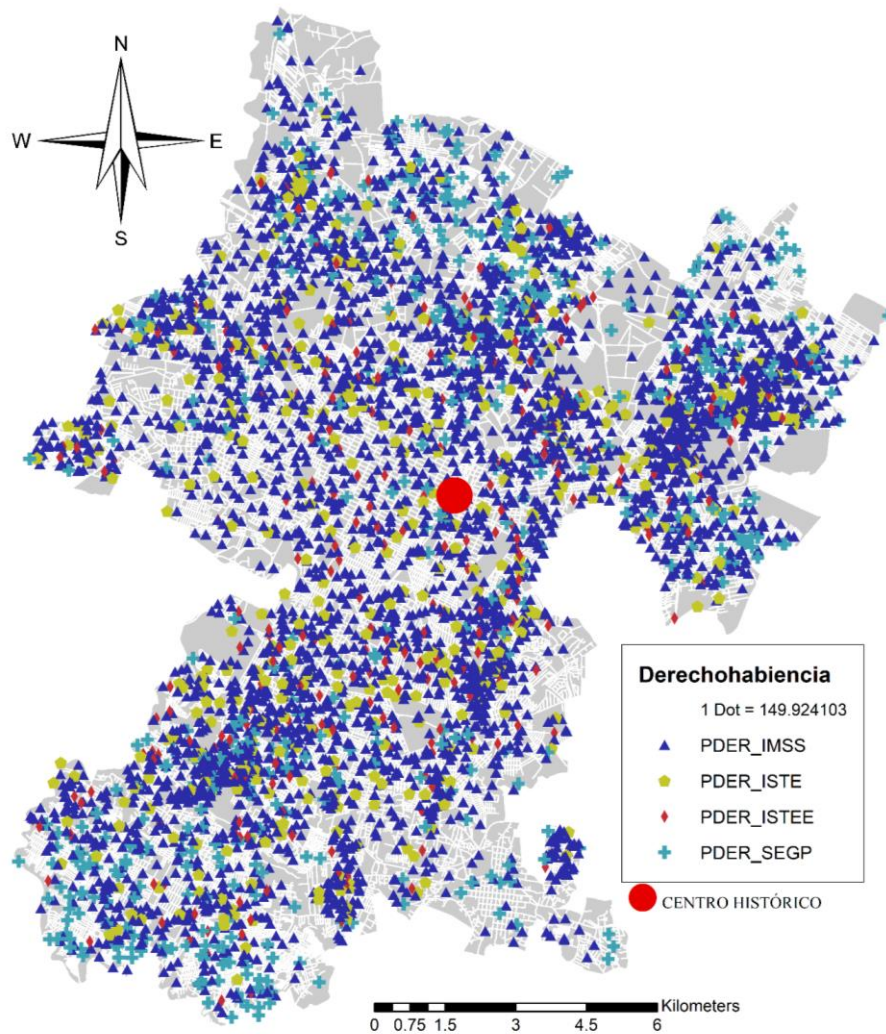 N
W E
S
Derechohabiencia
1 Dot = 149.924103
PDER_IMSS
PDER_ISTE
PDER_ISTEE
PDER_SEGP
CENTRO HISTÓRICO
Kilometers
0 0.75 1.5 3 4.5 6